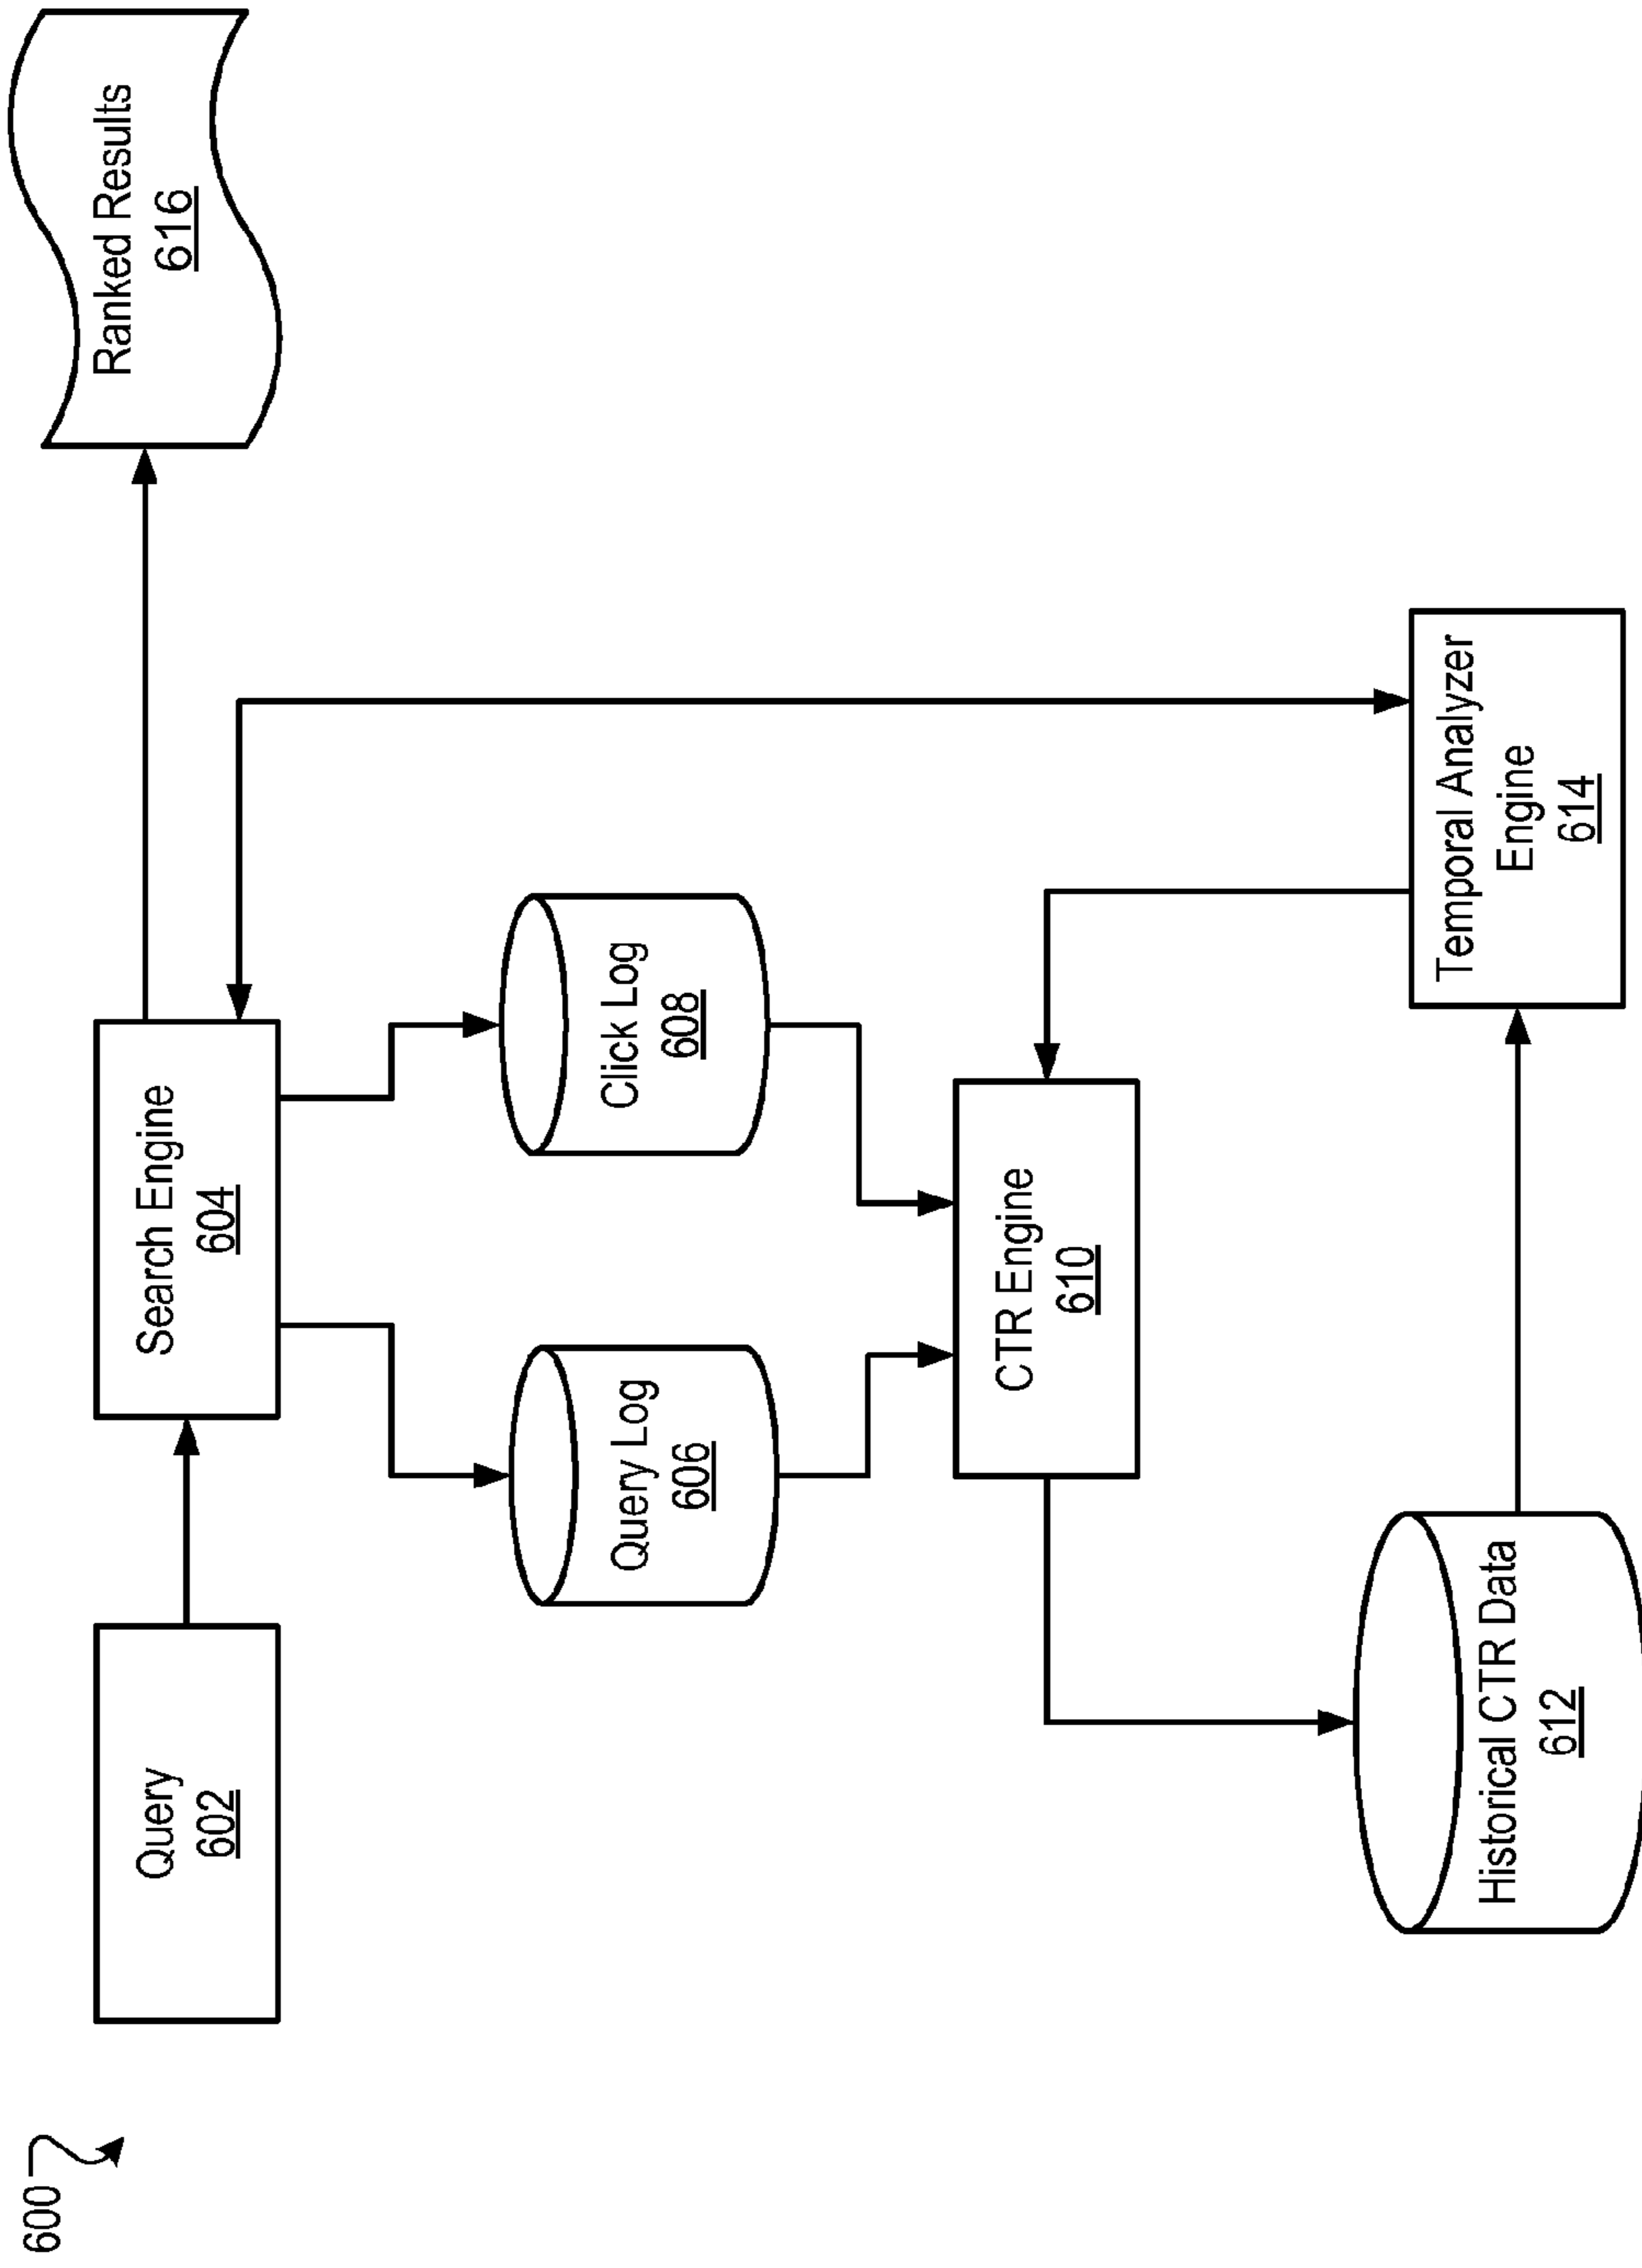 600
Query
602
Search Engine
604
Ranked Results
616
Query Log
606
Click Log
608
CTR Engine
610
Historical CTR Data
612
Temporal Analyzer
Engine
614